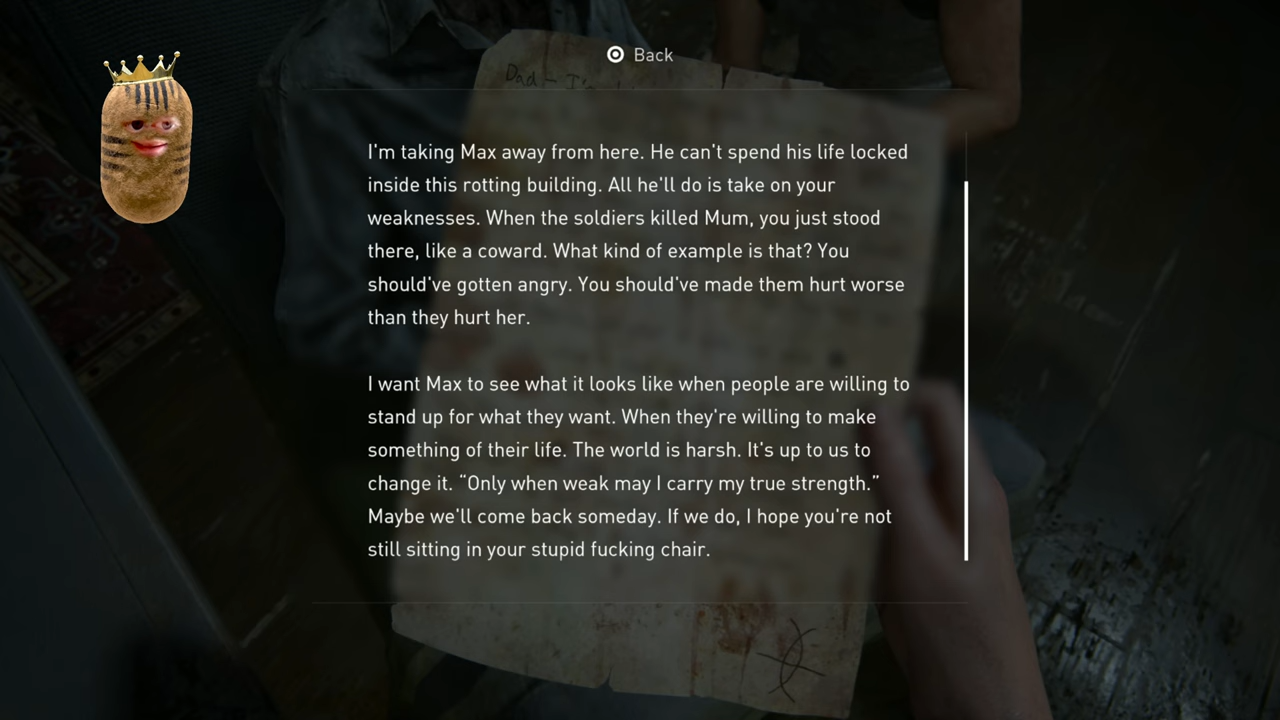 Back
Dad - I'm
I'm taking Max away from here. He can't spend his life locked
inside this rotting building. All he'll do is take on your
weaknesses. When the soldiers killed Mum, you just stood
there, like a coward. What kind of example is that? You
should've gotten angry. You should've made them hurt worse
than they hurt her.
I want Max to see what it looks like when people are willing to
stand up for what they want. When they're willing to make
something of their life. The world is harsh. It's up to us to
change it. “Only when weak may I carry my true strength.”
Maybe we'll come back someday. If we do, I hope you're not
still sitting in your stupid fucking chair.